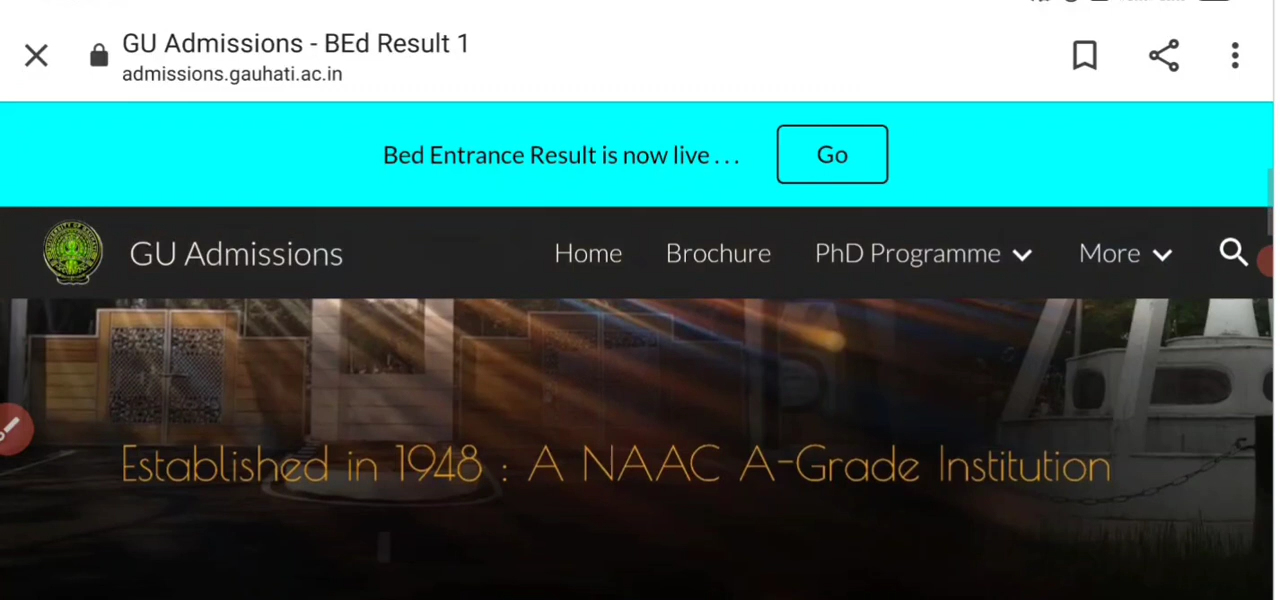 GU Admissions - BEd Result 1
admissions.gauhati.ac.in
Bed Entrance Result is now live . . .
Go
GU Admissions
Home
Brochure
PhD Programme
More
Established in 1948 : A NAAC A-Grade Institution